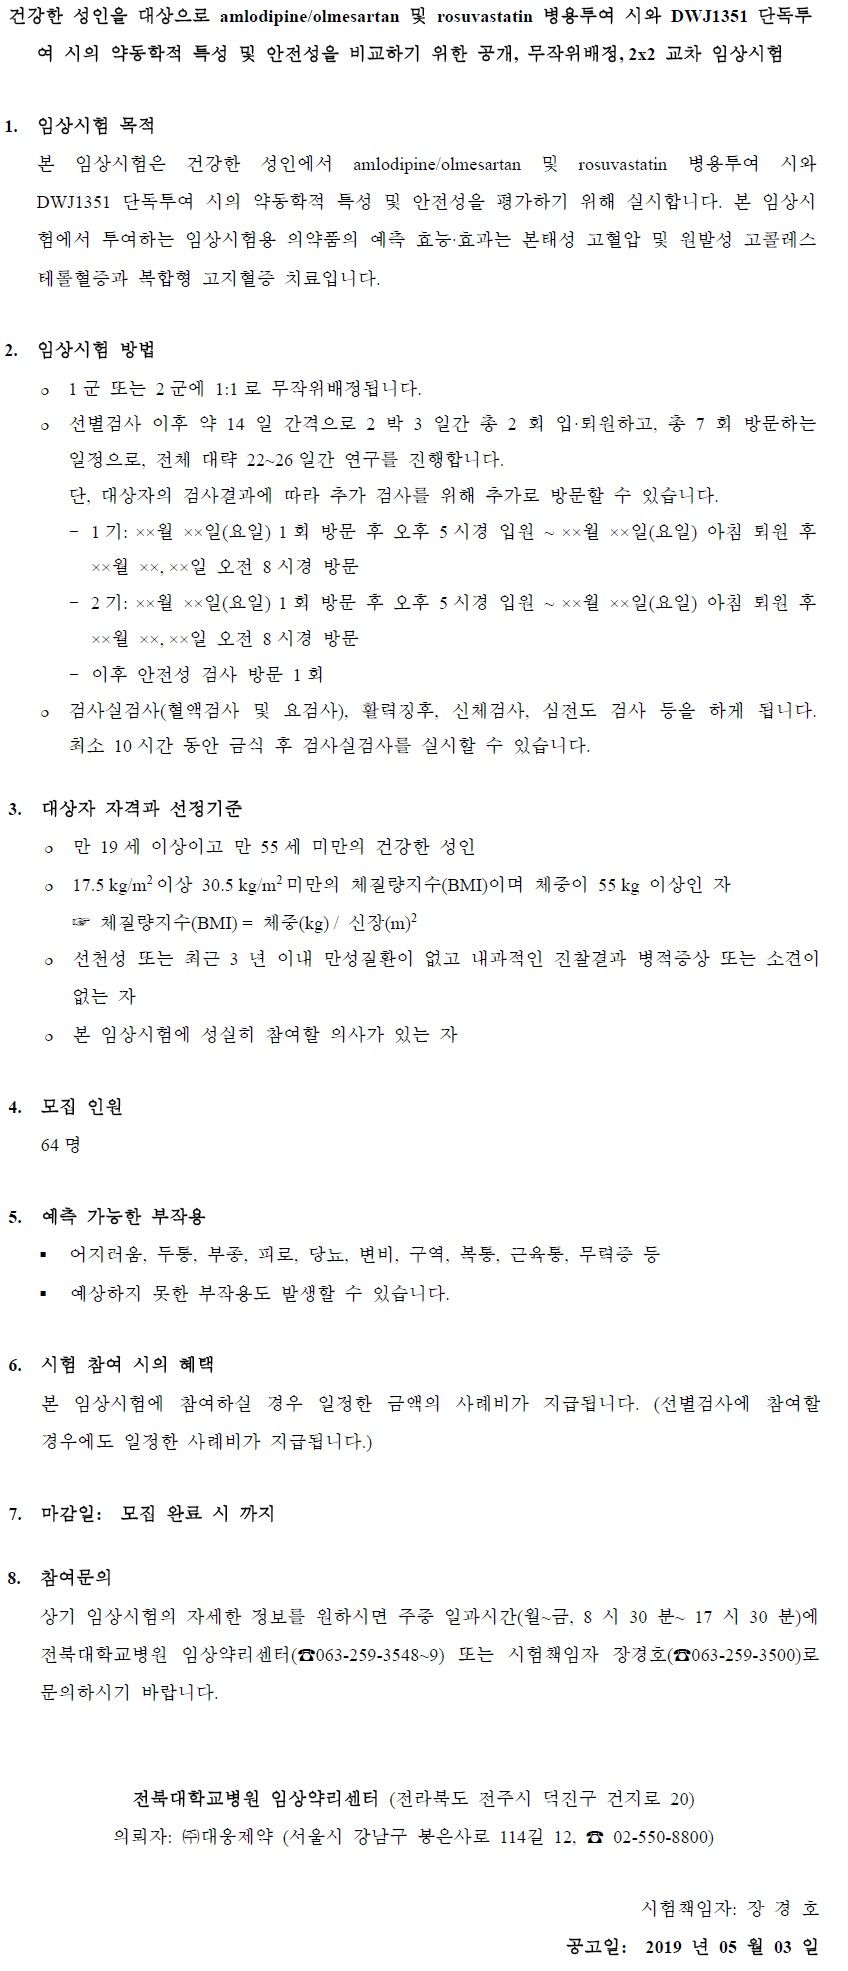 건강한 성인을 대상으로 amlodipine/olmesartan 및 rosuvastatin 병용투여 시와 DWJ1351 단독투
여 시의 약동학적 특성 및 안전성을 비교하기 위한 공개, 무작위배정, 2x2 교차 임상시험
1. 임상시험 목적
본 임상시험은 건강한 성인에서 amlodipine/olmesartan 및 rosuvastatin 병용투여 시와
DWJ1351 단독투여 시의 약동학적 특성 및 안전성을 평가하기 위해 실시합니다. 본 임상시
험에서 투여하는 임상시험용 의약품의 예측 효능·효과는 본태성 고혈압 및 원발성 고콜레스
테롤혈증과 복합형 고지혈증 치료입니다.
2. 임상시험 방법
o 1 군 또는 2 군에 1:1 로 무작위배정됩니다.
o 선별검사 이후 약 14 일 간격으로 2 박 3 일간 총 2 회 입·퇴원하고, 총 7 회 방문하는
일정으로, 전체 대략 22~26 일간 연구를 진행합니다.
단, 대상자의 검사결과에 따라 추가 검사를 위해 추가로 방문할 수 있습니다.
- 1 기: ××월 ××일(요일) 1 회 방문 후 오후 5 시경 입원 ~ ××월 ××일(요일) 아침 퇴원 후
××월 ××, ××일 오전 8 시경 방문
- 2 기: ××월 ××일(요일) 1 회 방문 후 오후 5 시경 입원 ~ ××월 ××일(요일) 아침 퇴원 후
××월 ××, ××일 오전 8 시경 방문
- 이후 안전성 검사 방문 1 회
o 검사실검사(혈액검사 및 요검사), 활력징후, 신체검사, 심전도 검사 등을 하게 됩니다.
최소 10 시간 동안 금식 후 검사실검사를 실시할 수 있습니다.
3. 대상자 자격과 선정기준
o 만 19 세 이상이고 만 55 세 미만의 건강한 성인
o 17.5 kg/m² 이상 30.5 kg/m² 미만의 체질량지수(BMI)이며 체중이 55 kg 이상인 자
☞ 체질량지수(BMI) = 체중(kg) / 신장(m)²
o 선천성 또는 최근 3 년 이내 만성질환이 없고 내과적인 진찰결과 병적증상 또는 소견이
없는 자
o 본 임상시험에 성실히 참여할 의사가 있는 자
4. 모집 인원
64 명
5. 예측 가능한 부작용
▪ 어지러움, 두통, 부종, 피로, 당뇨, 변비, 구역, 복통, 근육통, 무력증 등
▪ 예상하지 못한 부작용도 발생할 수 있습니다.
6. 시험 참여 시의 혜택
본 임상시험에 참여하실 경우 일정한 금액의 사례비가 지급됩니다. (선별검사에 참여할
경우에도 일정한 사례비가 지급됩니다.)
7. 마감일: 모집 완료 시 까지
8. 참여문의
상기 임상시험의 자세한 정보를 원하시면 주중 일과시간(월~금, 8 시 30 분~ 17 시 30 분)에
전북대학교병원 임상약리센터(☎063-259-3548~9) 또는 시험책임자 장경호(☎063-259-3500)로
문의하시기 바랍니다.
전북대학교병원 임상약리센터 (전라북도 전주시 덕진구 건지로 20)
의뢰자: ㈜대웅제약 (서울시 강남구 봉은사로 114길 12, ☎ 02-550-8800)
시험책임자: 장 경 호
공고일: 2019 년 05 월 03 일